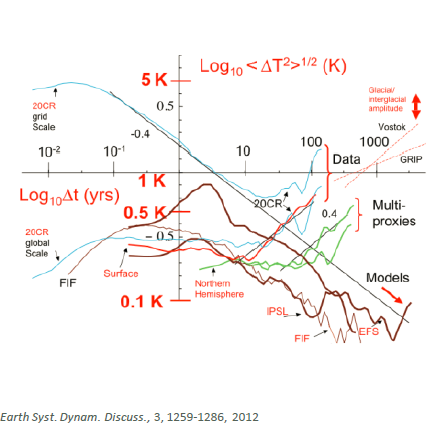 Log10 < ΔT²>^1/2 (K)
5 K
0.5
Glacial/
interglacial
amplitude
20CR
grid
Scale
-0.4
Vostok
10-2
10-1
10
100
1000
Data
GRIP
1 K
Log10Δt (yrs)
0.5 K
20CR
0.4
Multi-
proxies
20CR
global
Scale
-0.5
Surface
FIF
Northern
Hemisphere
Models
0.1 K
IPSL
FIF
EFS
Earth Syst. Dynam. Discuss., 3, 1259-1286, 2012